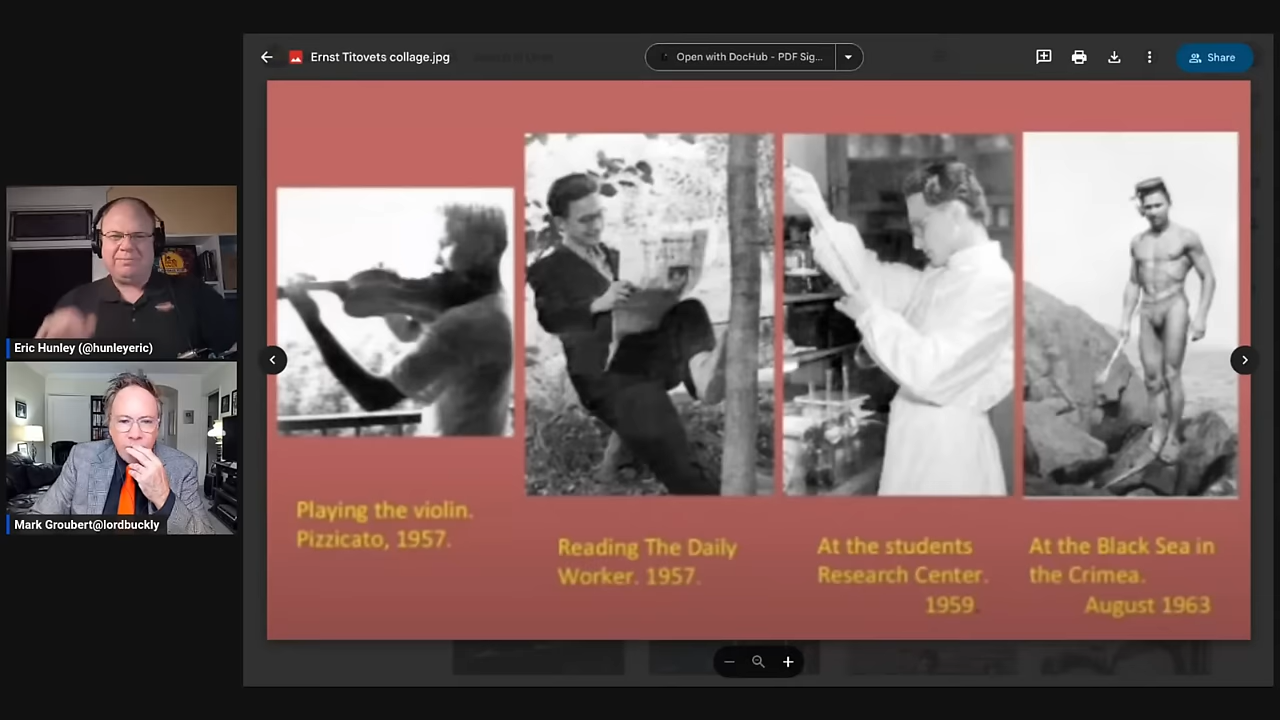 Ernst Titovets collage.jpg
Open with DocHub - PDF Sig...
Share
Eric Hunley (@hunleyeric)
Mark Groubert@lordbuckly
Playing the violin.
Pizzicato, 1957.
Reading The Daily
Worker. 1957.
At the students
Research Center.
1959.
At the Black Sea in
the Crimea.
August 1963